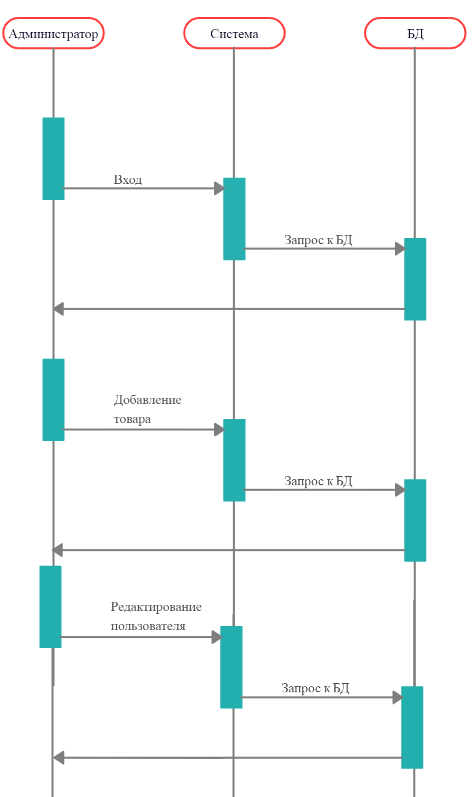 Администратор
Система
БД
Вход
Запрос к БД
Добавление
товара
Запрос к БД
Редактирование
пользователя
Запрос к БД